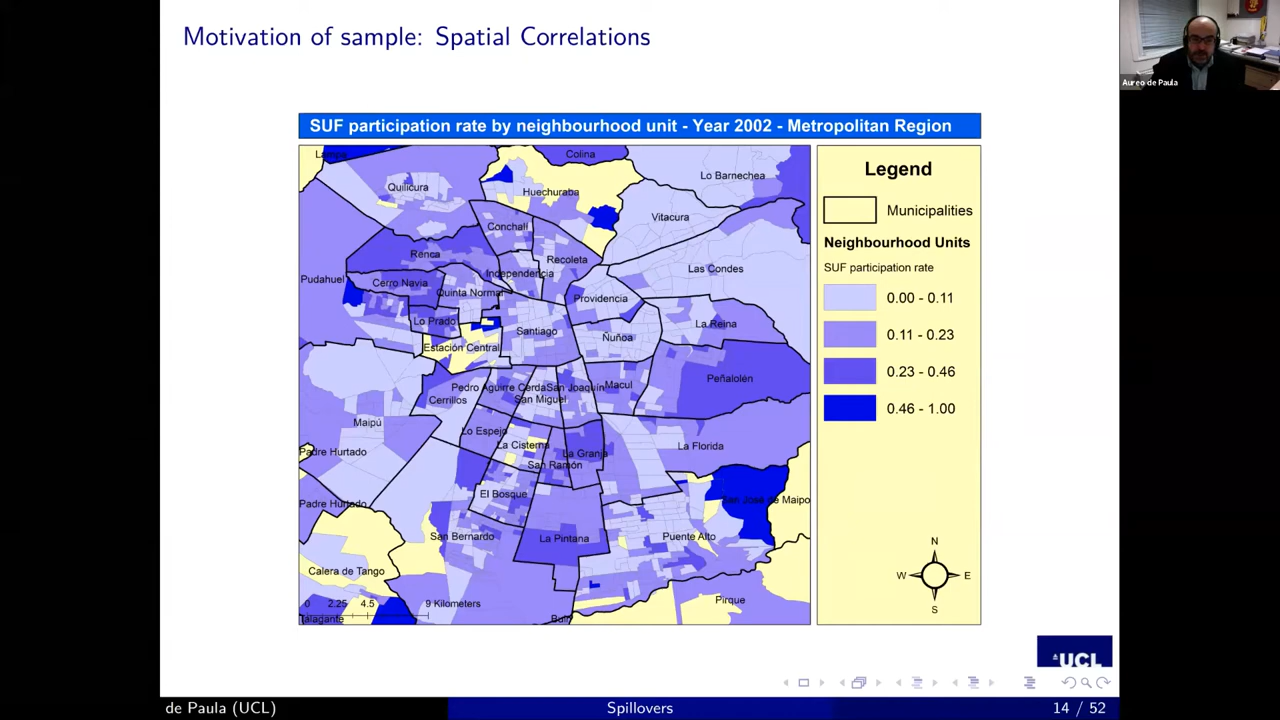 Motivation of sample: Spatial Correlations
Aureo de Paula
SUF participation rate by neighbourhood unit - Year 2002 - Metropolitan Region
Lampa
Colina
Lo Barnechea
Quilicura
Huechuraba
Vitacura
Conchalí
Renca
Recoleta
Las Condes
Independencia
Pudahuel
Cerro Navia
Quinta Normal
Providencia
Lo Prado
Santiago
La Reina
Ñuñoa
Estación Central
Peñalolén
Pedro Aguirre Cerda
San Joaquín
Macul
Cerrillos
San Miguel
Maipú
Lo Espejo
La Cisterna
La Florida
Padre Hurtado
La Granja
San Ramón
El Bosque
San José de Maipo
Padre Hurtado
San Bernardo
La Pintana
Puente Alto
Calera de Tango
Pirque
0 2.25 4.5 9 Kilometers
Talagante
Legend
Municipalities
Neighbourhood Units
SUF participation rate
0.00 - 0.11
0.11 - 0.23
0.23 - 0.46
0.46 - 1.00
N
W E
S
UCL
de Paula (UCL) Spillovers 14 / 52